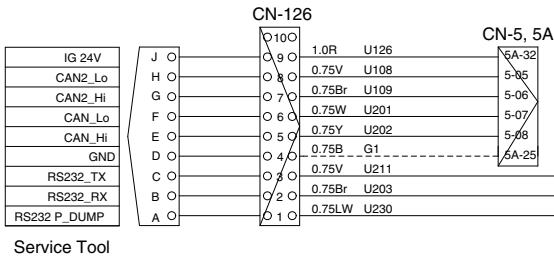 CN-126
CN-5, 5A
10
IG 24V J 9 1.0R U126 5A-32
CAN2_Lo H 8 0.75V U108 5-05
CAN2_Hi G 7 0.75Br U109 5-06
CAN_Lo F 6 0.75W U201 5-07
CAN_Hi E 5 0.75Y U202 5-08
GND D 4 0.75B G1 5A-25
RS232_TX C 3 0.75V U211
RS232_RX B 2 0.75Br U203
RS232 P_DUMP A 1 0.75LW U230
Service Tool